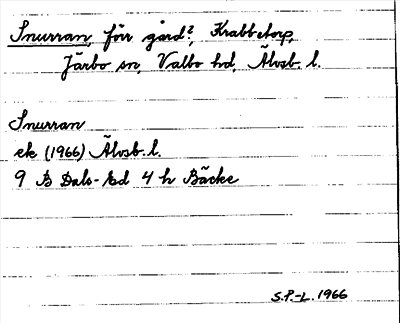 Snurran, förr gård?, Krabbetorp,
Järbo sn, Valbo hd, Älvsb. l.
Snurran
ek (1966) Älvsb. l.
9 B Dals-Ed 4 h Bäcke
S.P.-L. 1966